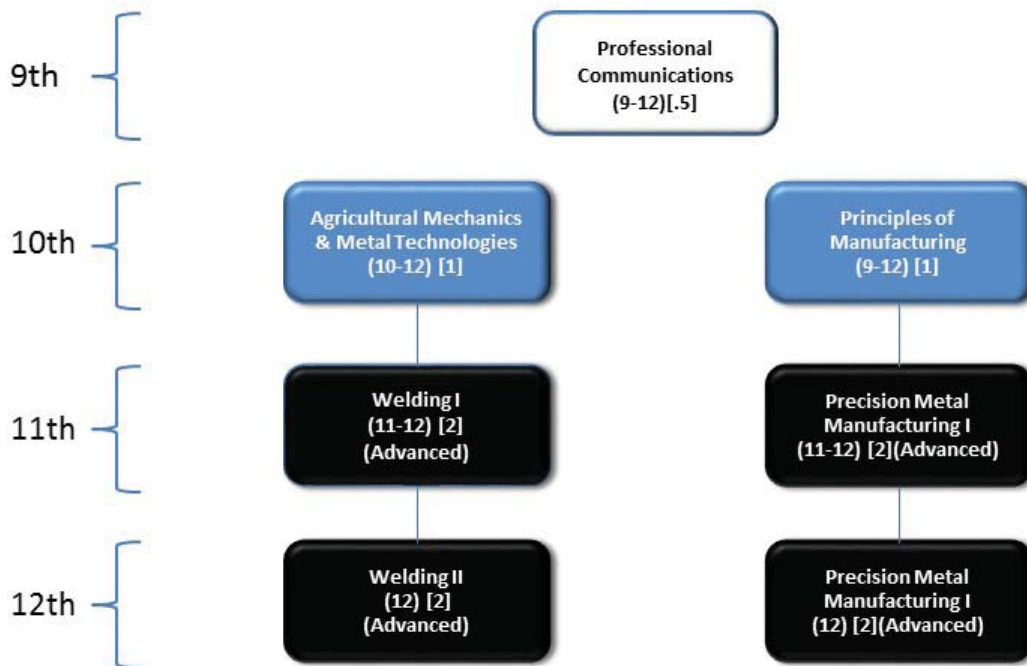 9th
Professional
Communications
(9-12)[.5]
10th
Agricultural Mechanics
& Metal Technologies
(10-12) [1]
Principles of
Manufacturing
(9-12) [1]
11th
Welding I
(11-12) [2]
(Advanced)
Precision Metal
Manufacturing I
(11-12) [2](Advanced)
12th
Welding II
(12) [2]
(Advanced)
Precision Metal
Manufacturing I
(12) [2](Advanced)